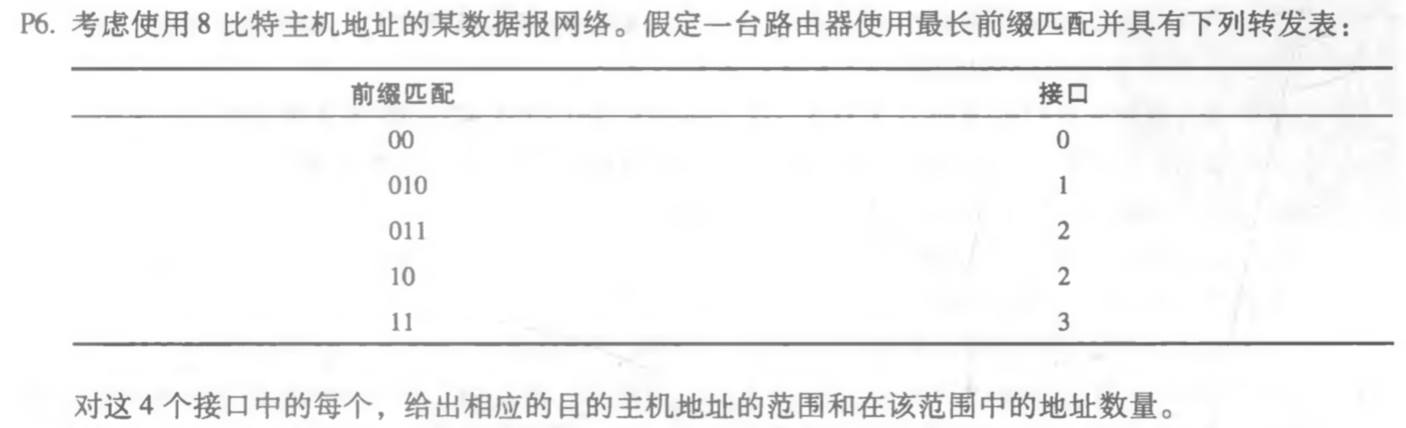 P6. 考虑使用 8 比特主机地址的某数据报网络。假定一台路由器使用最长前缀匹配并具有下列转发表：
前缀匹配 接口
00 0
010 1
011 2
10 2
11 3
对这 4 个接口中的每个，给出相应的目的主机地址的范围和在该范围中的地址数量。